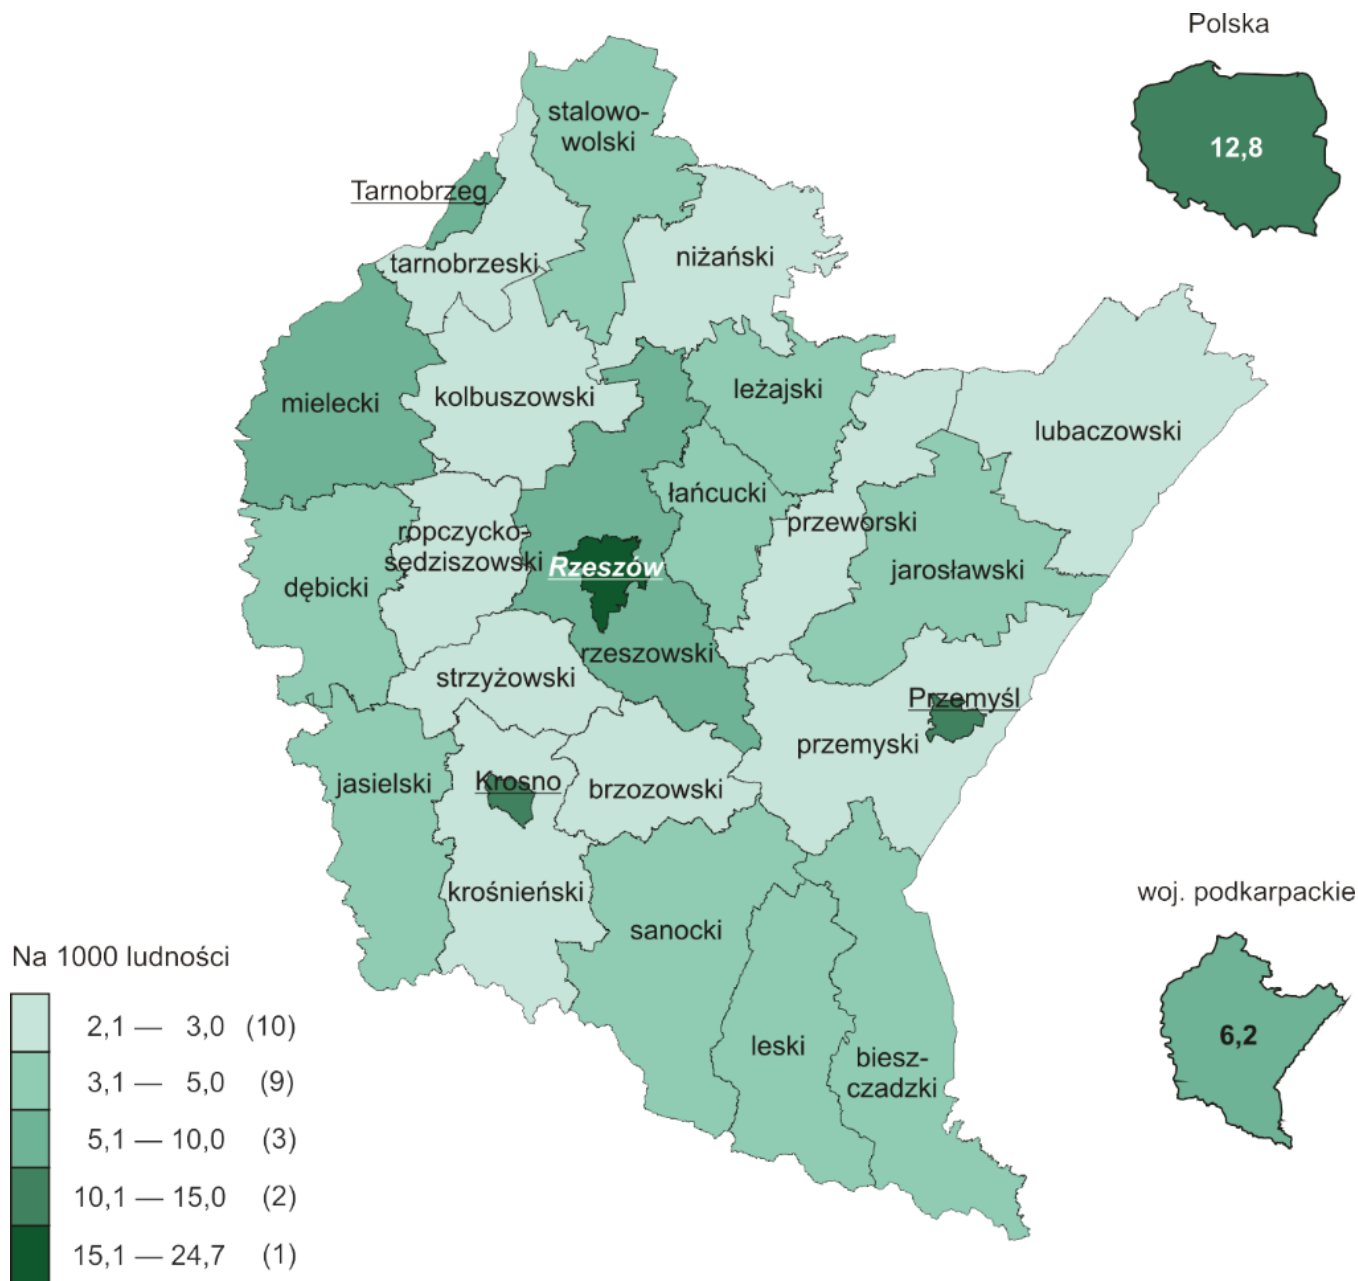 Polska
12,8
stalowo-
wolski
Tarnobrzeg
tarnobrzeski
niżański
mielecki
kolbuszowski
leżajski
lubaczowski
łańcucki
przeworski
ropczycko-
sędziszowski
Rzeszów
jarosławski
dębicki
rzeszowski
strzyżowski
Przemyśl
przemyski
jasielski
Krosno
brzozowski
krośnieński
sanocki
leski
biesz-
czadzki
woj. podkarpackie
6,2
Na 1000 ludności
2,1 — 3,0 (10)
3,1 — 5,0 (9)
5,1 — 10,0 (3)
10,1 — 15,0 (2)
15,1 — 24,7 (1)